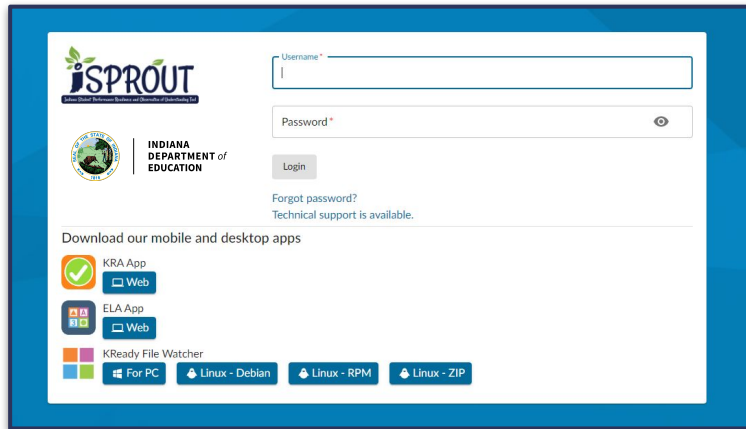 iSPROUT
Indiana Student Performance Readiness and Observation of Understanding Tool
INDIANA
DEPARTMENT of
EDUCATION
Username *
Password *
Login
Forgot password?
Technical support is available.
Download our mobile and desktop apps
KRA App
Web
ELA App
Web
KReady File Watcher
For PC
Linux - Debian
Linux - RPM
Linux - ZIP